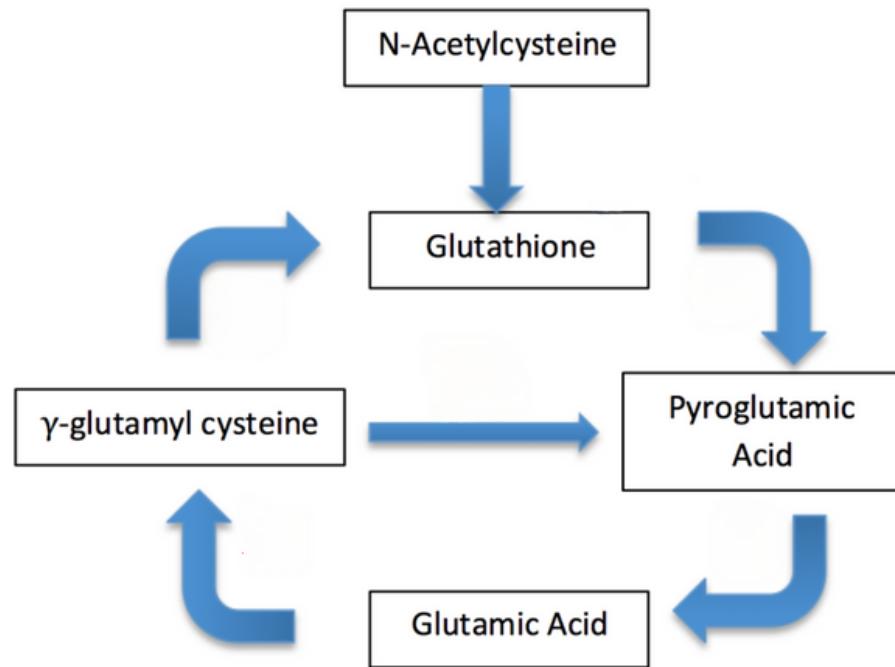 N-Acetylcysteine
Glutathione
γ-glutamyl cysteine
Pyroglutamic
Acid
Glutamic Acid